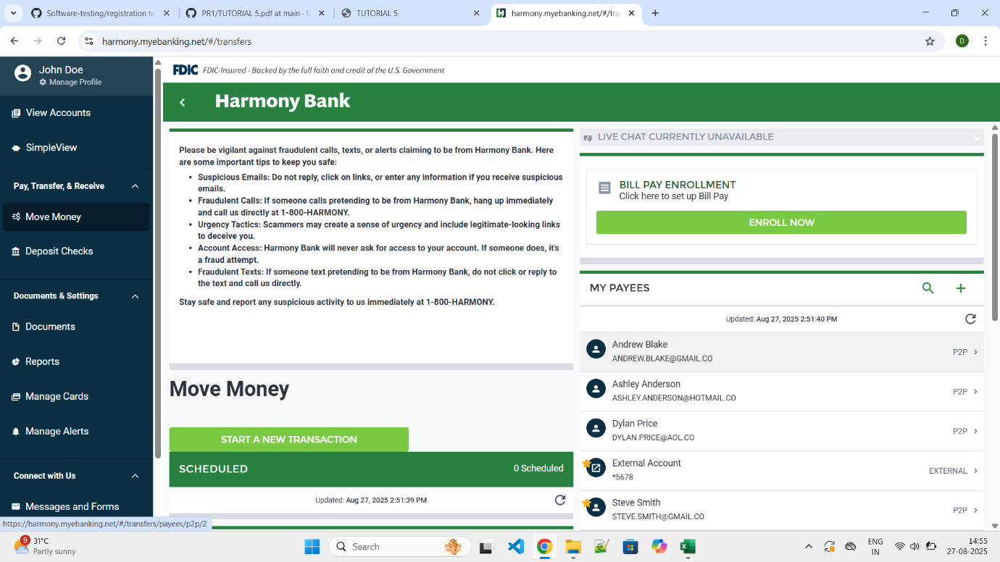 Software-testing/registration te
PR1/TUTORIAL 5.pdf at main · M
TUTORIAL 5
harmony.myebanking.net/#/tra
harmony.myebanking.net/#/transfers
D
John Doe
Manage Profile
View Accounts
SimpleView
Pay, Transfer, & Receive
Move Money
Deposit Checks
Documents & Settings
Documents
Reports
Manage Cards
Manage Alerts
Connect with Us
Messages and Forms
https://harmony.myebanking.net/#/transfers/payees/p2p/2
FDIC FDIC-Insured - Backed by the full faith and credit of the U.S. Government
Harmony Bank
Please be vigilant against fraudulent calls, texts, or alerts claiming to be from Harmony Bank. Here
are some important tips to keep you safe:
• Suspicious Emails: Do not reply, click on links, or enter any information if you receive suspicious
emails.
• Fraudulent Calls: If someone calls pretending to be from Harmony Bank, hang up immediately
and call us directly at 1-800-HARMONY.
• Urgency Tactics: Scammers may create a sense of urgency and include legitimate-looking links
to deceive you.
• Account Access: Harmony Bank will never ask for access to your account. If someone does, it's
a fraud attempt.
• Fraudulent Texts: If someone text pretending to be from Harmony Bank, do not click or reply to
the text and call us directly.
Stay safe and report any suspicious activity to us immediately at 1-800-HARMONY.
Move Money
START A NEW TRANSACTION
SCHEDULED 0 Scheduled
Updated: Aug 27, 2025 2:51:39 PM
LIVE CHAT CURRENTLY UNAVAILABLE
BILL PAY ENROLLMENT
Click here to set up Bill Pay
ENROLL NOW
MY PAYEES
Updated: Aug 27, 2025 2:51:40 PM
Andrew Blake
ANDREW.BLAKE@GMAIL.CO P2P
Ashley Anderson
ASHLEY.ANDERSON@HOTMAIL.CO P2P
Dylan Price
DYLAN.PRICE@AOL.CO P2P
External Account
*5678 EXTERNAL
Steve Smith
STEVE.SMITH@GMAIL.CO P2P
9
31°C
Partly sunny
Search
ENG
IN
14:55
27-08-2025